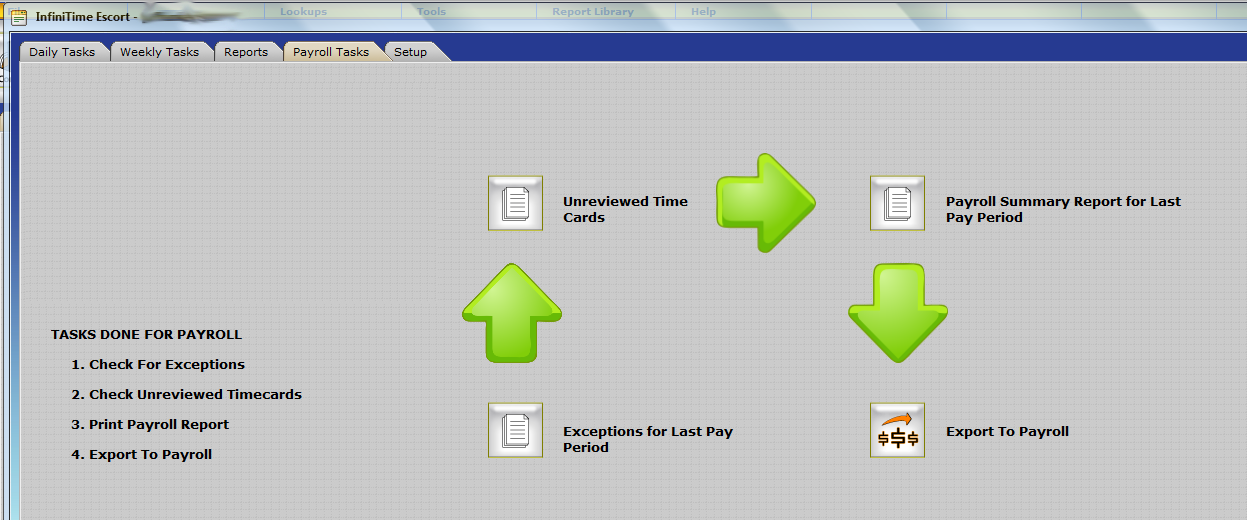 InfiniTime Escort -
Lookups
Tools
Report Library
Help
Daily Tasks
Weekly Tasks
Reports
Payroll Tasks
Setup
Unreviewed Time
Cards
Payroll Summary Report for Last
Pay Period
TASKS DONE FOR PAYROLL
1. Check For Exceptions
2. Check Unreviewed Timecards
3. Print Payroll Report
4. Export To Payroll
Exceptions for Last Pay
Period
$$$
Export To Payroll